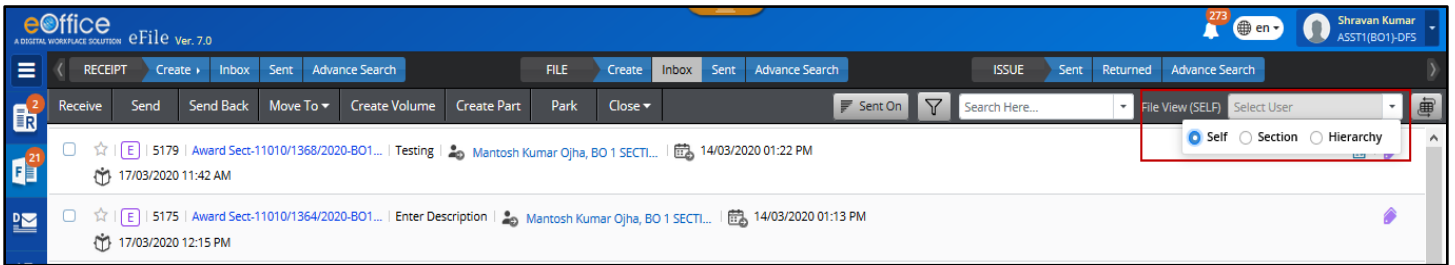 eOffice
A DIGITAL WORKPLACE SOLUTION eFile Ver. 7.0
273 en Shravan Kumar
ASST1(BO1)-DFS
RECEIPT Create Inbox Sent Advance Search FILE Create Inbox Sent Advance Search ISSUE Sent Returned Advance Search
2 R
Receive Send Send Back Move To Create Volume Create Part Park Close Sent On Search Here... File View (SELF) Select User
Self Section Hierarchy
21 F
E 5179 Award Sect-11010/1368/2020-BO1... Testing Mantosh Kumar Ojha, BO 1 SECTI... 14/03/2020 01:22 PM
17/03/2020 11:42 AM
D
E 5175 Award Sect-11010/1364/2020-BO1... Enter Description Mantosh Kumar Ojha, BO 1 SECTI... 14/03/2020 01:13 PM
17/03/2020 12:15 PM